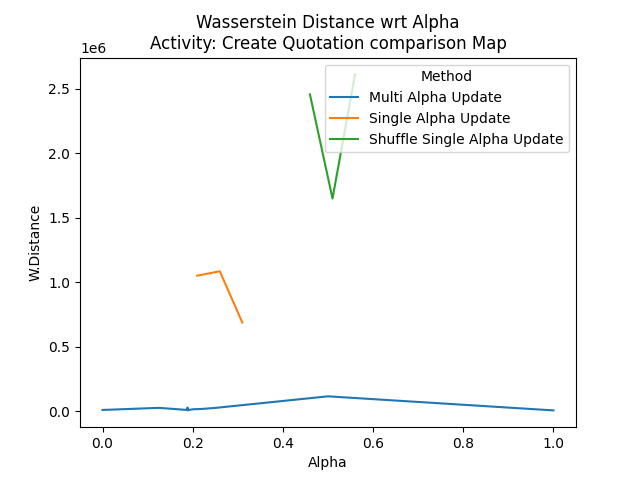 Wasserstein Distance wrt Alpha
Activity: Create Quotation comparison Map
1e6
Method
Multi Alpha Update
Single Alpha Update
Shuffle Single Alpha Update
2.5
2.0
1.5
1.0
0.5
0.0
W.Distance
0.0 0.2 0.4 0.6 0.8 1.0
Alpha